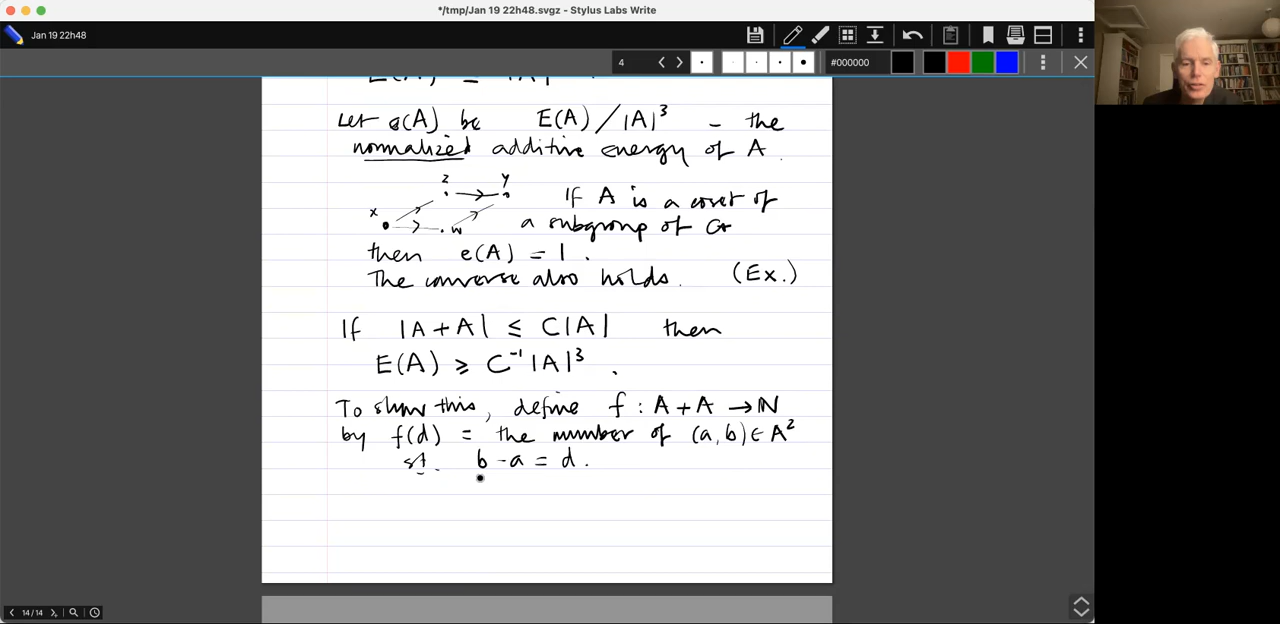 */tmp/Jan 19 22h48.svgz - Stylus Labs Write
Jan 19 22h48
4
#000000
Let e(A) be E(A)/|A|³ - the
normalized additive energy of A.
z y
x w
If A is a coset of
a subgroup of G
then e(A) = 1.
The converse also holds. (Ex.)
If |A+A| ≤ C|A| then
E(A) ≥ C⁻¹|A|³.
To show this, define f : A+A → ℕ
by f(d) = the number of (a,b) ∈ A²
st. b-a = d.
14/14